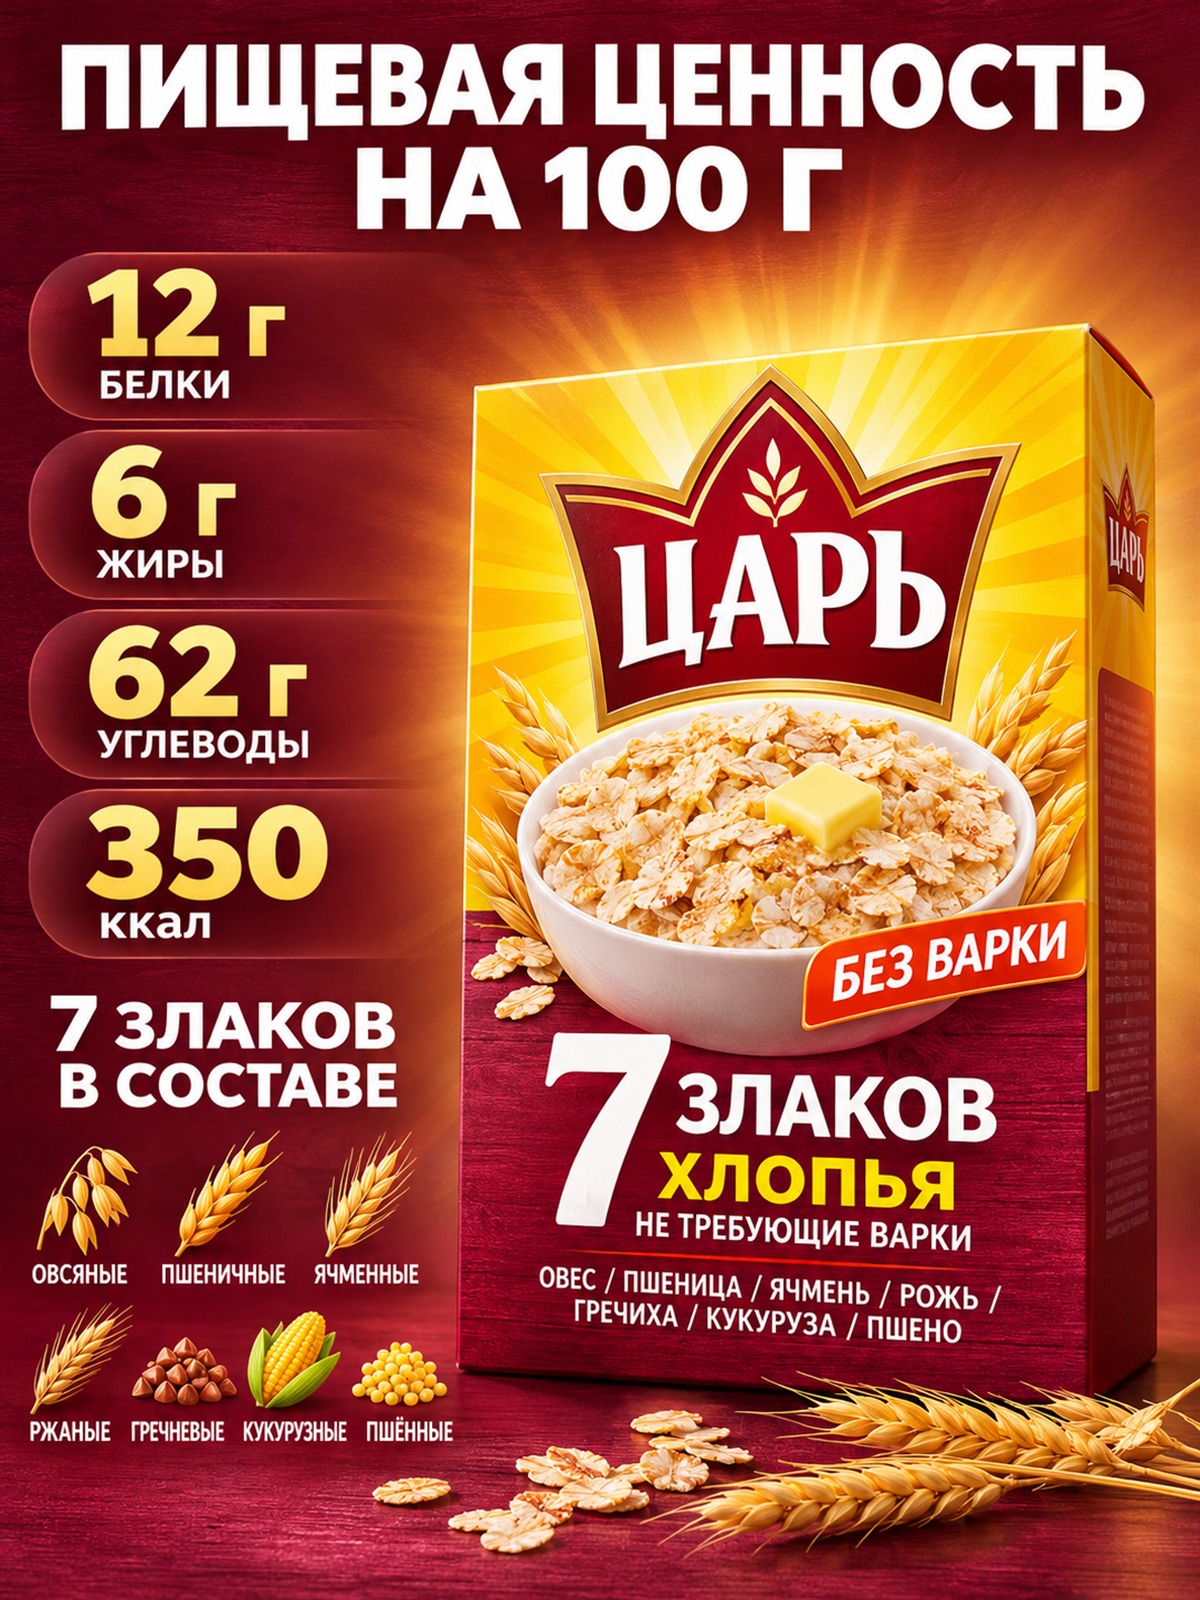 ПИЩЕВАЯ ЦЕННОСТЬ
НА 100 Г
12 г
БЕЛКИ
6 г
ЖИРЫ
62 г
УГЛЕВОДЫ
350
ккал
7 ЗЛАКОВ
В СОСТАВЕ
ОВСЯНЫЕ
ПШЕНИЧНЫЕ
ЯЧМЕННЫЕ
РЖАНЫЕ
ГРЕЧНЕВЫЕ
КУКУРУЗНЫЕ
ПШЁННЫЕ
ЦАРЬ
ЦАРЬ
БЕЗ ВАРКИ
7 ЗЛАКОВ
ХЛОПЬЯ
НЕ ТРЕБУЮЩИЕ ВАРКИ
ОВЕС / ПШЕНИЦА / ЯЧМЕНЬ / РОЖЬ /
ГРЕЧИХА / КУКУРУЗА / ПШЕНО